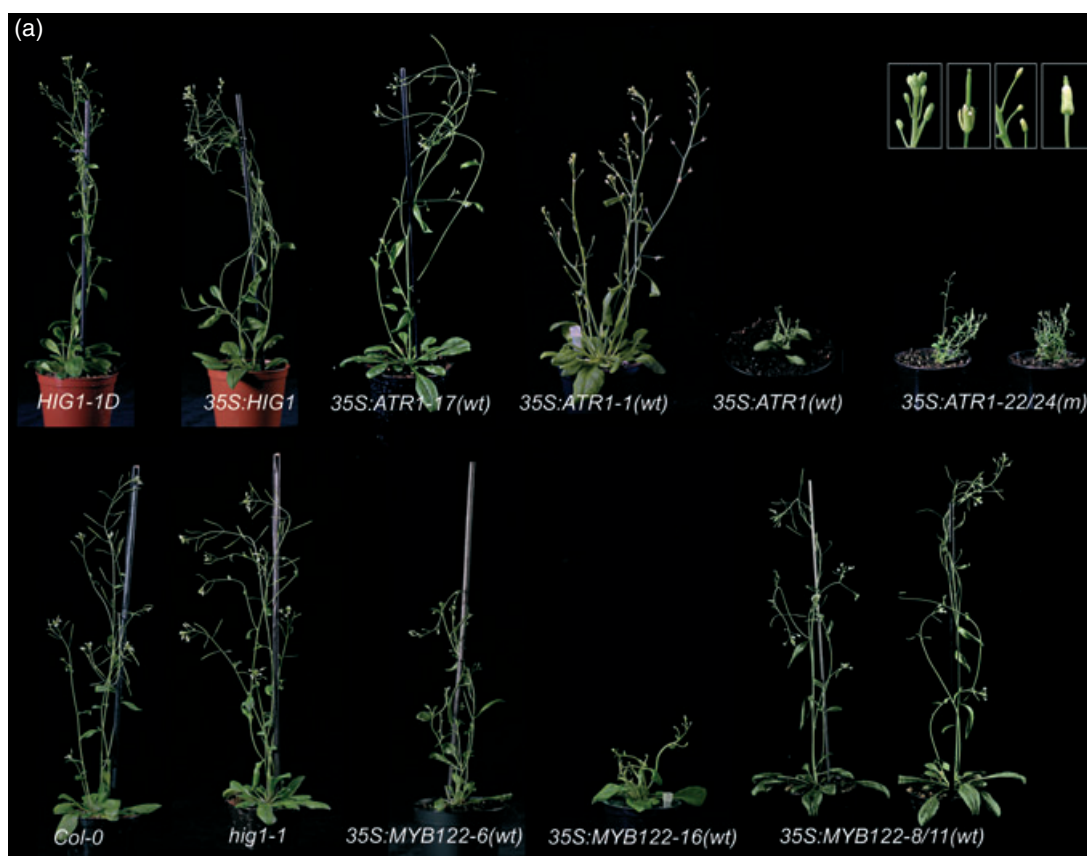 (a)
HIG1-1D
35S:HIG1
35S:ATR1-17(wt)
35S:ATR1-1(wt)
35S:ATR1(wt)
35S:ATR1-22/24(m)
Col-0
hig1-1
35S:MYB122-6(wt)
35S:MYB122-16(wt)
35S:MYB122-8/11(wt)